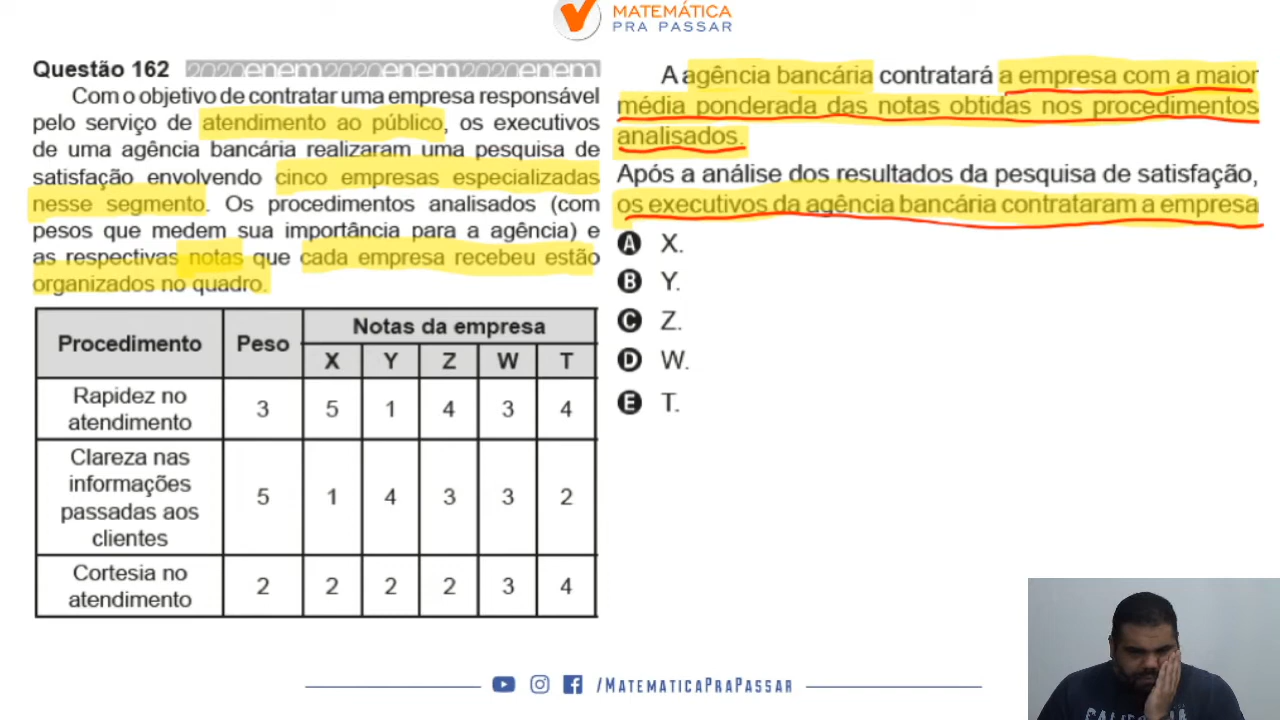 MATEMÁTICA
PRA PASSAR
Questão 162 2020enem2020enem2020enem
Com o objetivo de contratar uma empresa responsável
pelo serviço de atendimento ao público, os executivos
de uma agência bancária realizaram uma pesquisa de
satisfação envolvendo cinco empresas especializadas
nesse segmento. Os procedimentos analisados (com
pesos que medem sua importância para a agência) e
as respectivas notas que cada empresa recebeu estão
organizados no quadro.
Procedimento Peso Notas da empresa
X Y Z W T
Rapidez no
atendimento 3 5 1 4 3 4
Clareza nas
informações
passadas aos
clientes 5 1 4 3 3 2
Cortesia no
atendimento 2 2 2 2 3 4
A agência bancária contratará a empresa com a maior
média ponderada das notas obtidas nos procedimentos
analisados.
Após a análise dos resultados da pesquisa de satisfação,
os executivos da agência bancária contrataram a empresa
A X.
B Y.
C Z.
D W.
E T.
/MATEMATICAPRAPASSAR